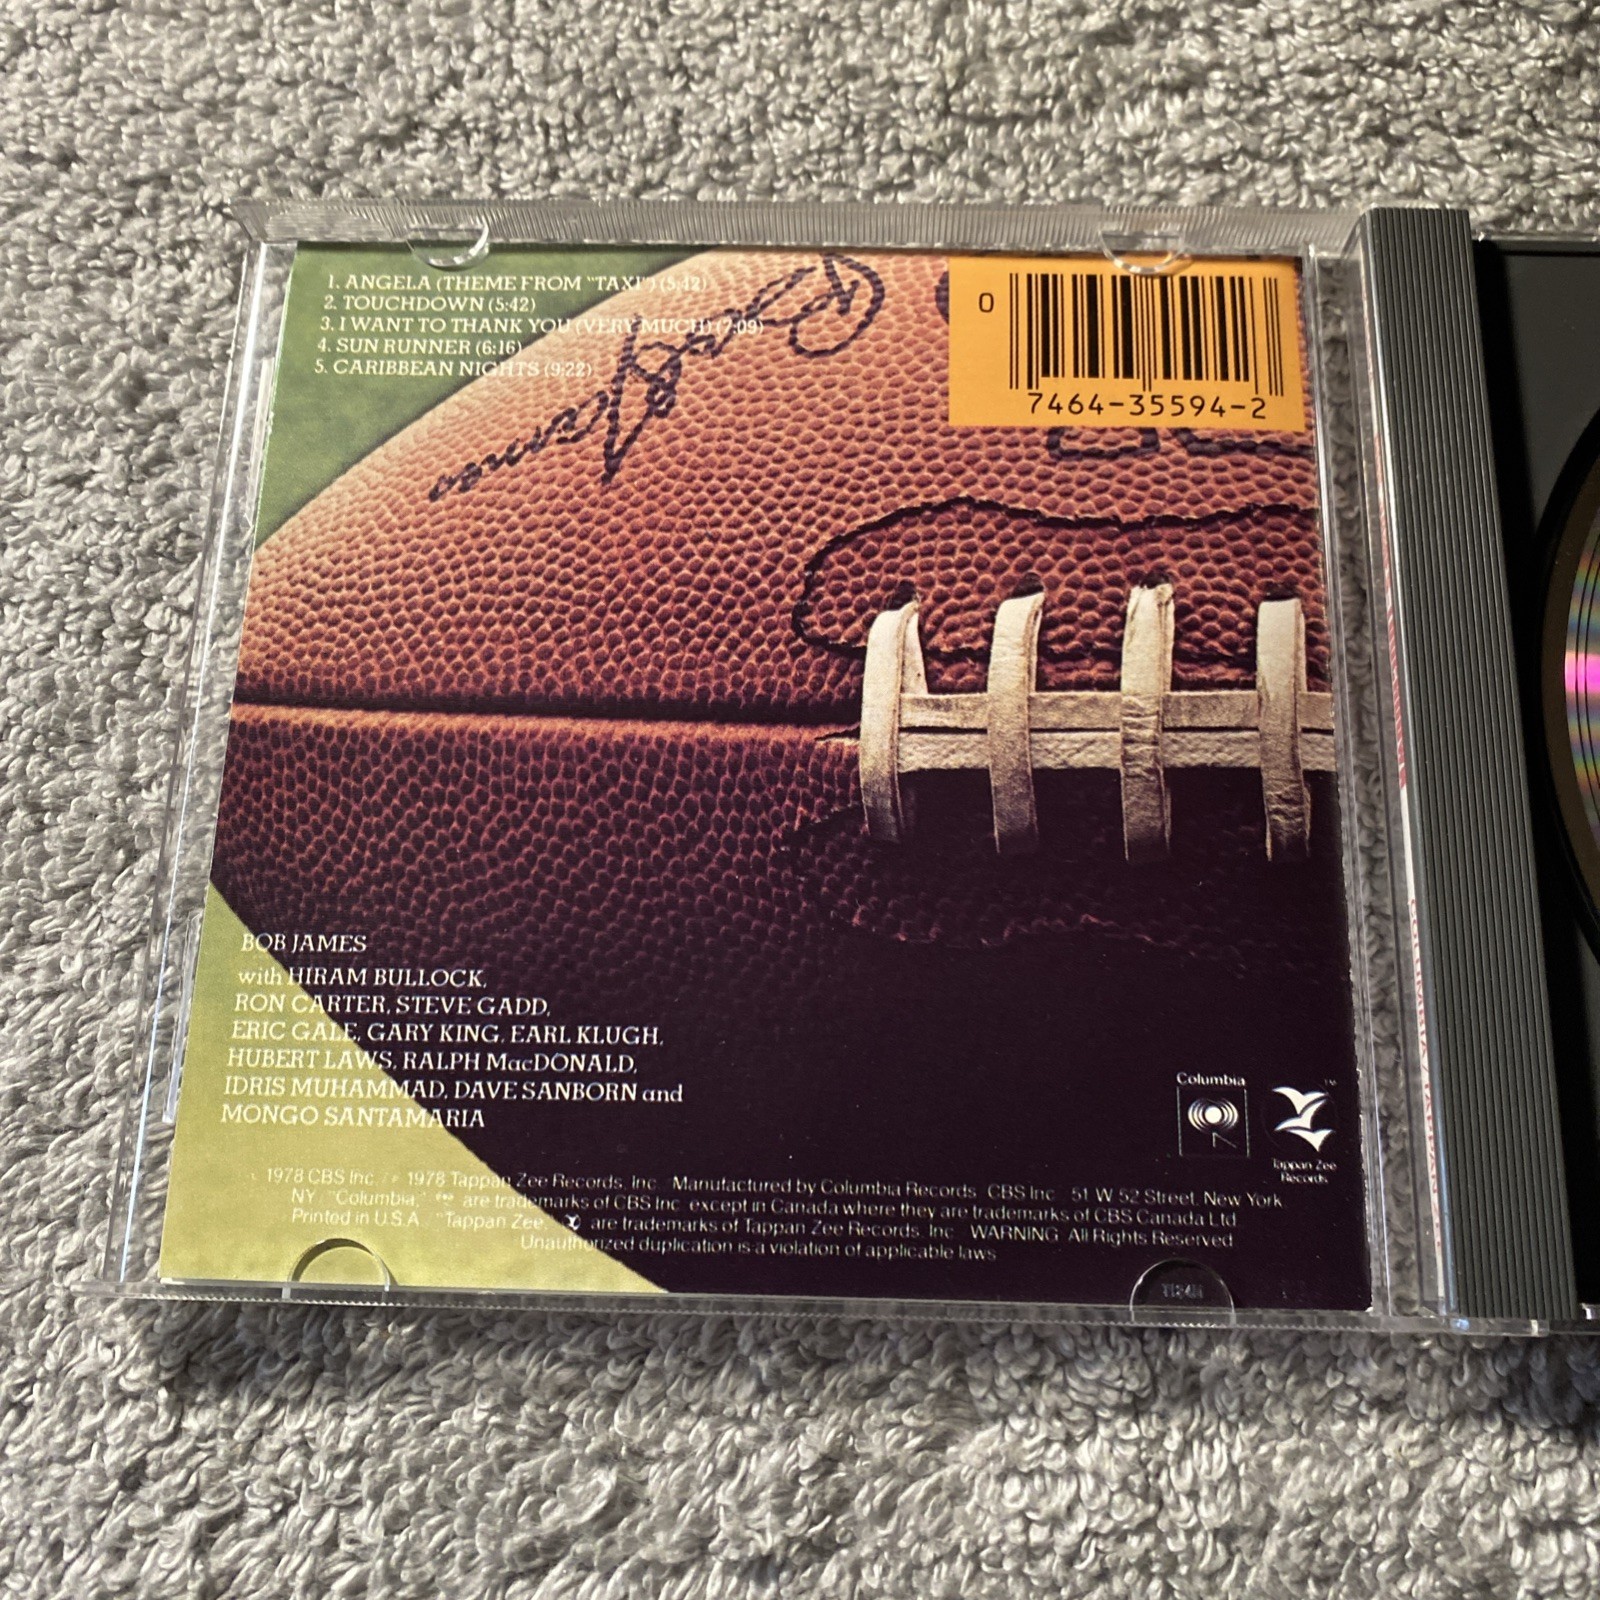 1. ANGELA (THEME FROM "TAXI") (5:42)
2. TOUCHDOWN (5:42)
3. I WANT TO THANK YOU (VERY MUCH) (7:09)
4. SUN RUNNER (6:16)
5. CARIBBEAN NIGHTS (9:22)
0
7464-35594-2
BOB JAMES
with HIRAM BULLOCK,
RON CARTER, STEVE GADD,
ERIC GALE, GARY KING, EARL KLUGH,
HUBERT LAWS, RALPH MacDONALD,
IDRIS MUHAMMAD, DAVE SANBORN and
MONGO SANTAMARIA
Columbia
Tappan Zee
Records
1978 CBS Inc./ ℗ 1978 Tappan Zee Records, Inc. Manufactured by Columbia Records CBS Inc 51 W 52 Street, New York
NY. "Columbia," are trademarks of CBS Inc except in Canada where they are trademarks of CBS Canada Ltd
Printed in U.S.A. "Tappan Zee, are trademarks of Tappan Zee Records, Inc WARNING All Rights Reserved
Unauthorized duplication is a violation of applicable laws